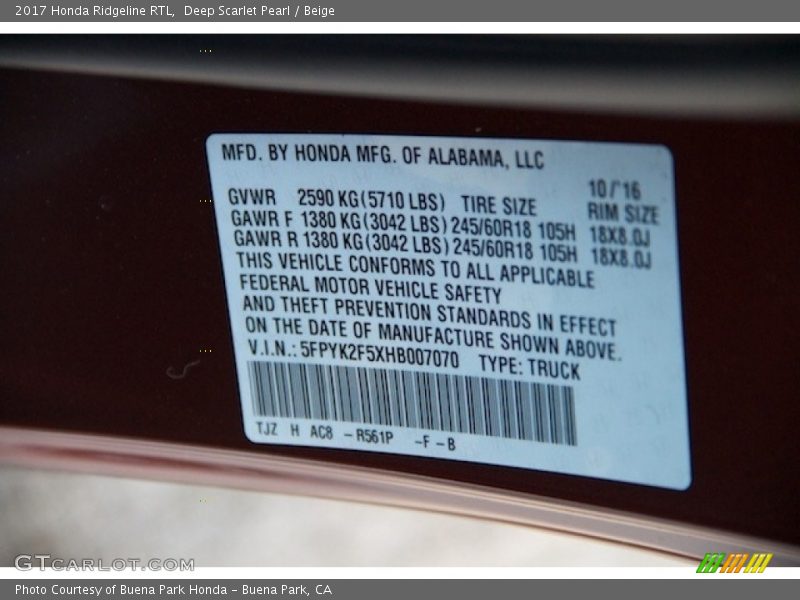 2017 Honda Ridgeline RTL,  Deep Scarlet Pearl / Beige
MFD. BY HONDA MFG. OF ALABAMA, LLC
10/'16
GVWR 2590 KG(5710 LBS) TIRE SIZE RIM SIZE
GAWR F 1380 KG(3042 LBS) 245/60R18 105H 18X8.0J
GAWR R 1380 KG(3042 LBS) 245/60R18 105H 18X8.0J
THIS VEHICLE CONFORMS TO ALL APPLICABLE
FEDERAL MOTOR VEHICLE SAFETY
AND THEFT PREVENTION STANDARDS IN EFFECT
ON THE DATE OF MANUFACTURE SHOWN ABOVE.
V.I.N.: 5FPYK2F5XHB007070 TYPE: TRUCK
TJZ H AC8 -R561P -F-B
GTCARLOT.COM
Photo Courtesy of Buena Park Honda - Buena Park, CA